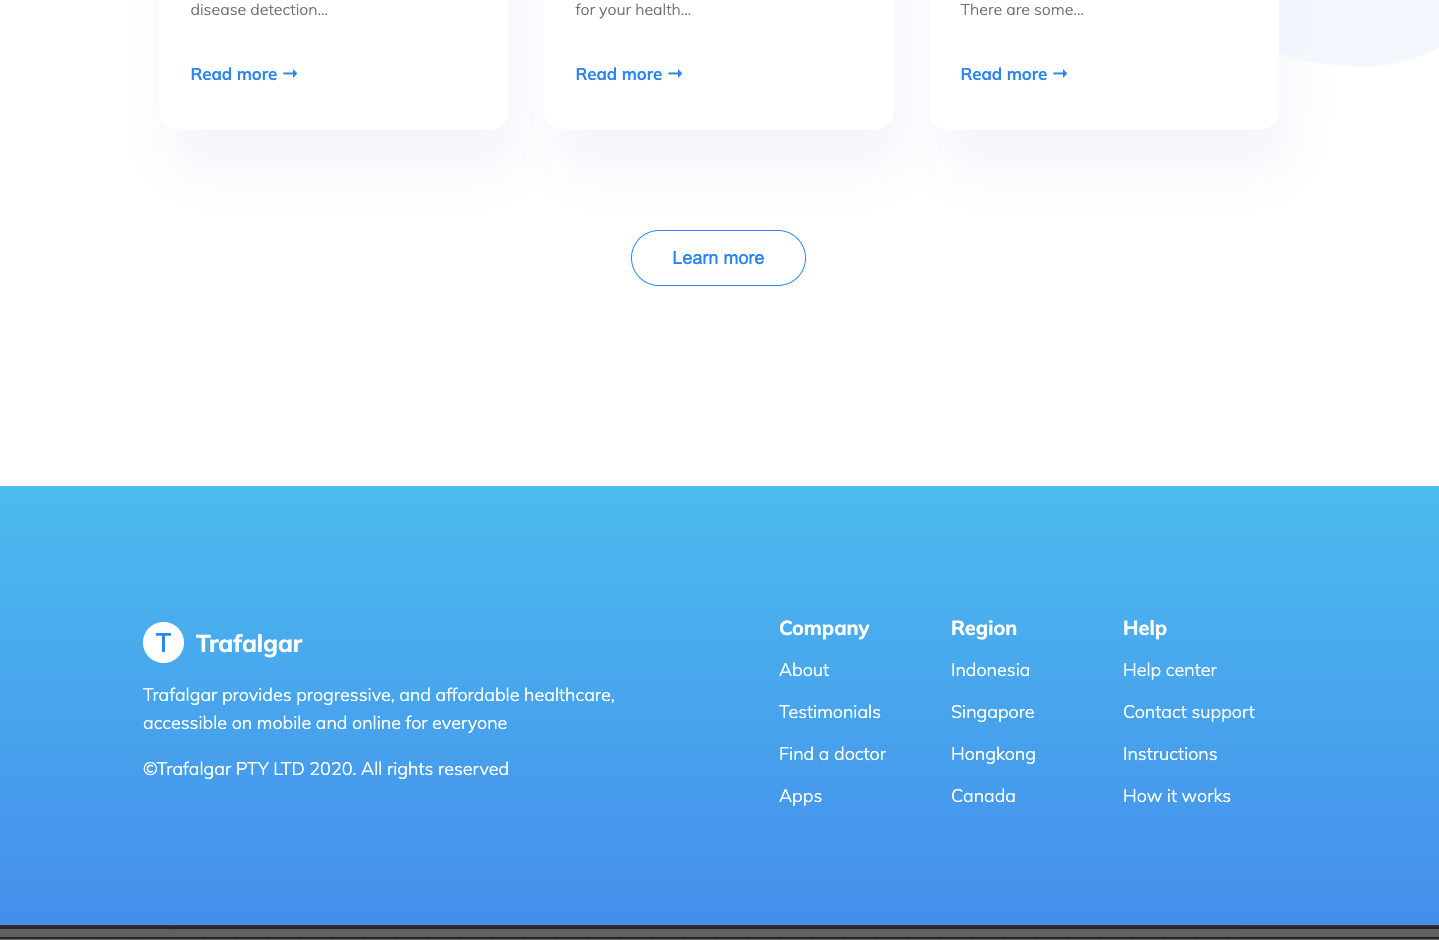 disease detection...
for your health...
There are some...
Read more →
Read more →
Read more →
Learn more
T Trafalgar
Trafalgar provides progressive, and affordable healthcare,
accessible on mobile and online for everyone
©Trafalgar PTY LTD 2020. All rights reserved
Company
About
Testimonials
Find a doctor
Apps
Region
Indonesia
Singapore
Hongkong
Canada
Help
Help center
Contact support
Instructions
How it works